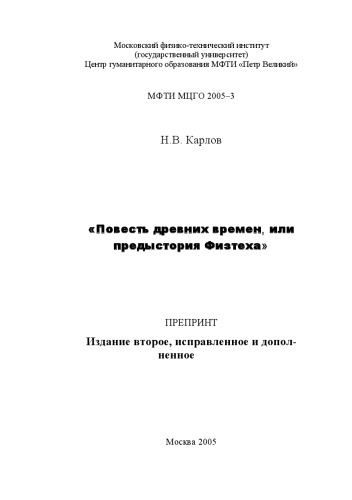 Московский физико-технический институт
(государственный университет)
Центр гуманитарного образования МФТИ «Петр Великий»
МФТИ МЦГО 2005–3
Н.В. Карлов
«Повесть древних времен, или
предыстория Физтеха»
ПРЕПРИНТ
Издание второе, исправленное и допол-
ненное
Москва 2005